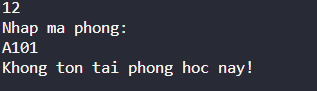 12
Nhap ma phong:
A101
Khong ton tai phong hoc nay!